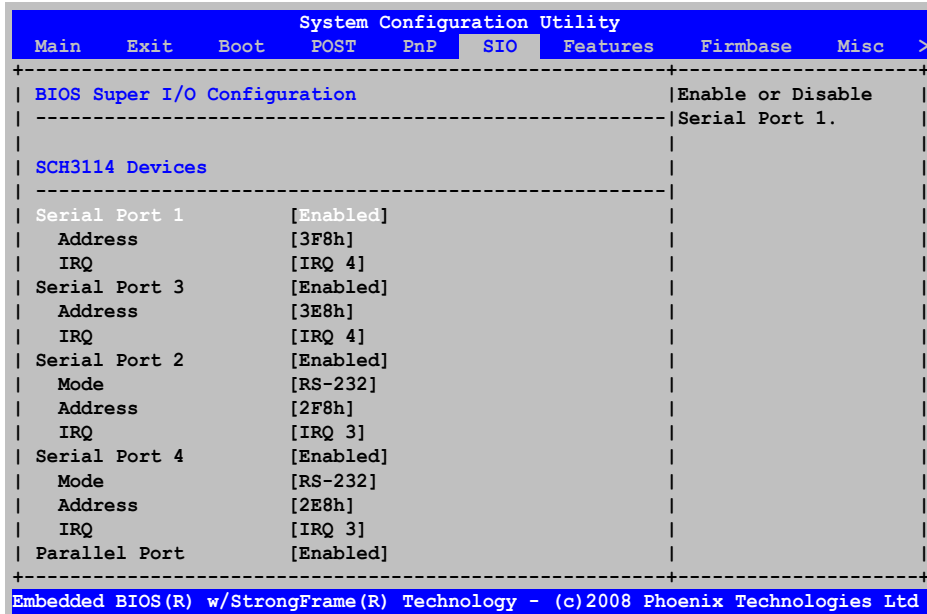 System Configuration Utility
Main Exit Boot POST PnP SIO Features Firmbase Misc >
BIOS Super I/O Configuration
Enable or Disable
Serial Port 1.
SCH3114 Devices
Serial Port 1 [Enabled]
Address [3F8h]
IRQ [IRQ 4]
Serial Port 3 [Enabled]
Address [3E8h]
IRQ [IRQ 4]
Serial Port 2 [Enabled]
Mode [RS-232]
Address [2F8h]
IRQ [IRQ 3]
Serial Port 4 [Enabled]
Mode [RS-232]
Address [2E8h]
IRQ [IRQ 3]
Parallel Port [Enabled]
Embedded BIOS(R) w/StrongFrame(R) Technology - (c)2008 Phoenix Technologies Ltd